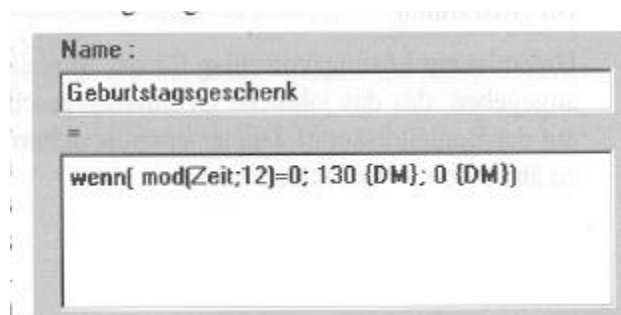 Name :
Geburtstagsgeschenk
=
wenn( mod(Zeit;12)=0; 130 {DM}; 0 {DM})